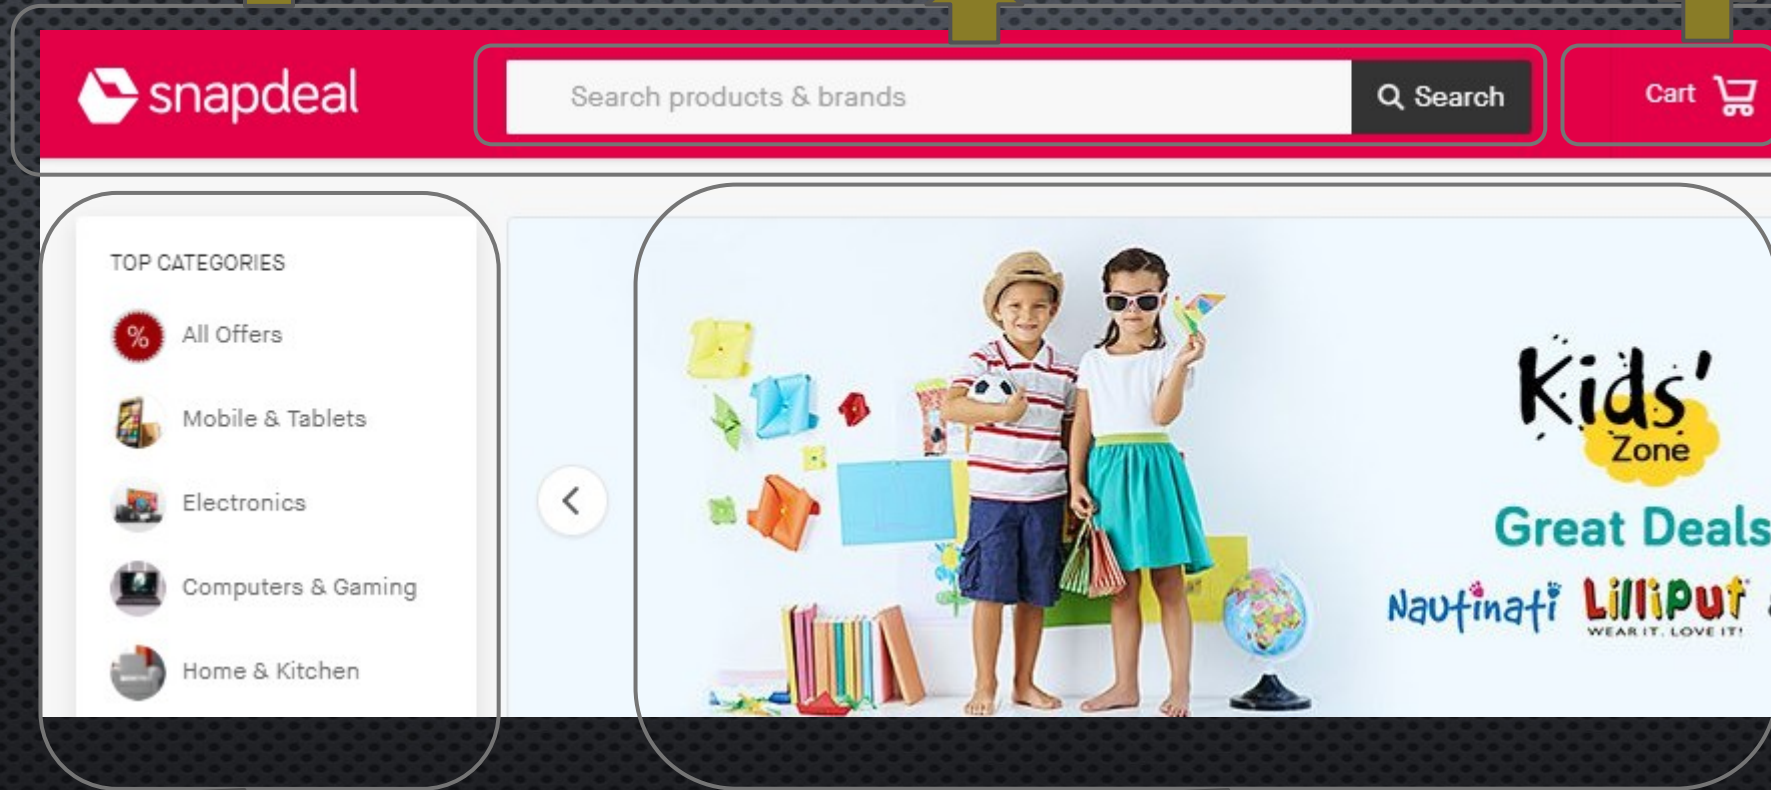 snapdeal
Search products & brands
Search
Cart
TOP CATEGORIES
% All Offers
Mobile & Tablets
Electronics
Computers & Gaming
Home & Kitchen
Kids'
Zone
Great Deals
Nautinati Lilliput
WEAR IT. LOVE IT!